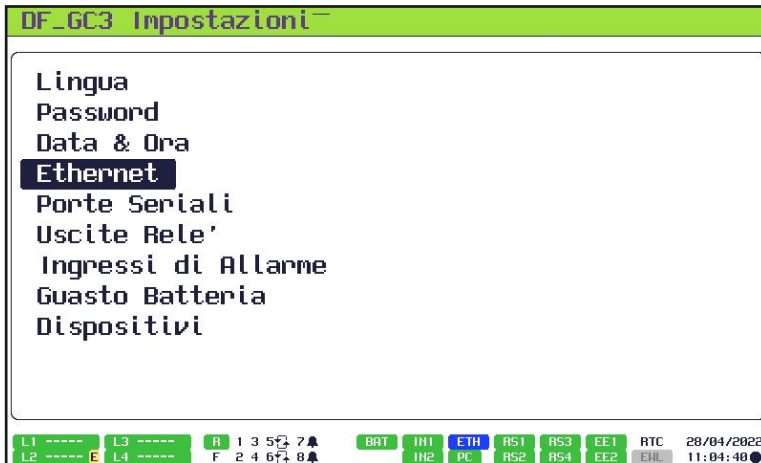 DF_GC3 Impostazioni
Lingua
Password
Data & Ora
Ethernet
Porte Seriali
Uscite Rele'
Ingressi di Allarme
Guasto Batteria
Dispositivi
L1 ----- L3 ----- R 1 3 5 7 BAT IN1 ETH RS1 RS3 EE1 RTC 28/04/2022
L2 ----- E L4 ----- F 2 4 6 8 IN2 PC RS2 RS4 EE2 EWL 11:04:40